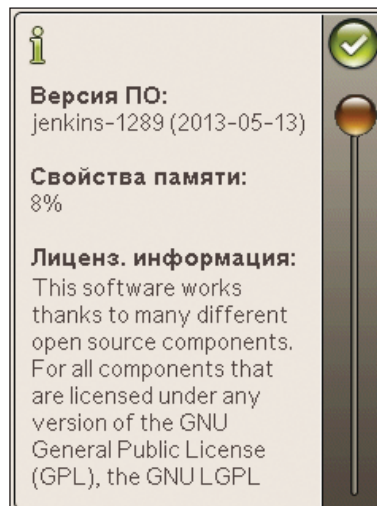 Версия ПО:
jenkins-1289 (2013-05-13)
Свойства памяти:
8%
Лиценз. информация:
This software works
thanks to many different
open source components.
For all components that
are licensed under any
version of the GNU
General Public License
(GPL), the GNU LGPL